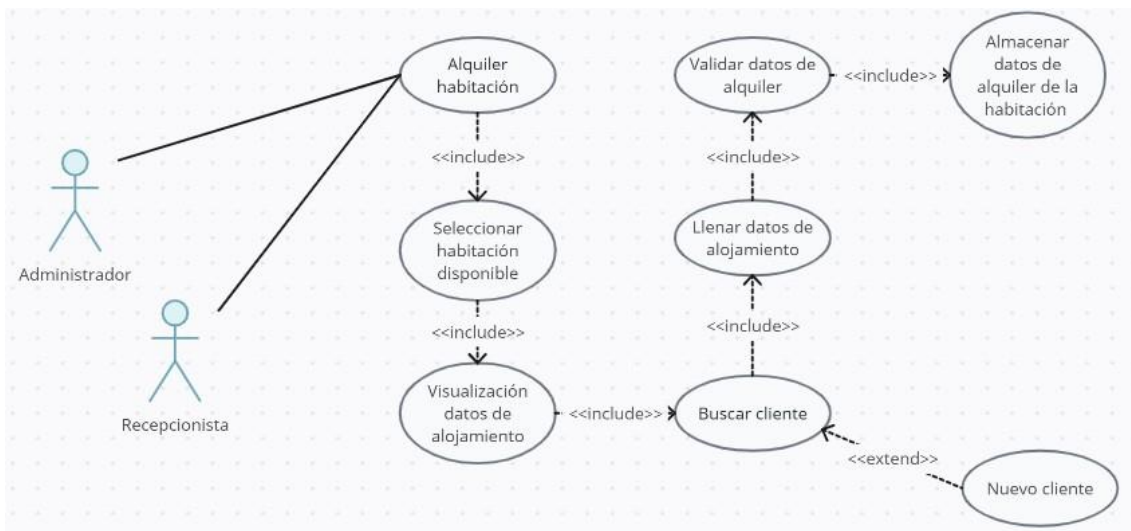 Alquiler
habitación
<<include>>
Seleccionar
habitación
disponible
<<include>>
Visualización
datos de
alojamiento
<<include>>
Buscar cliente
<<include>>
Llenar datos de
alojamiento
<<include>>
Validar datos de
alquiler
<<include>>
Almacenar
datos de
alquiler de la
habitación
<<extend>>
Nuevo cliente
Administrador
Recepcionista